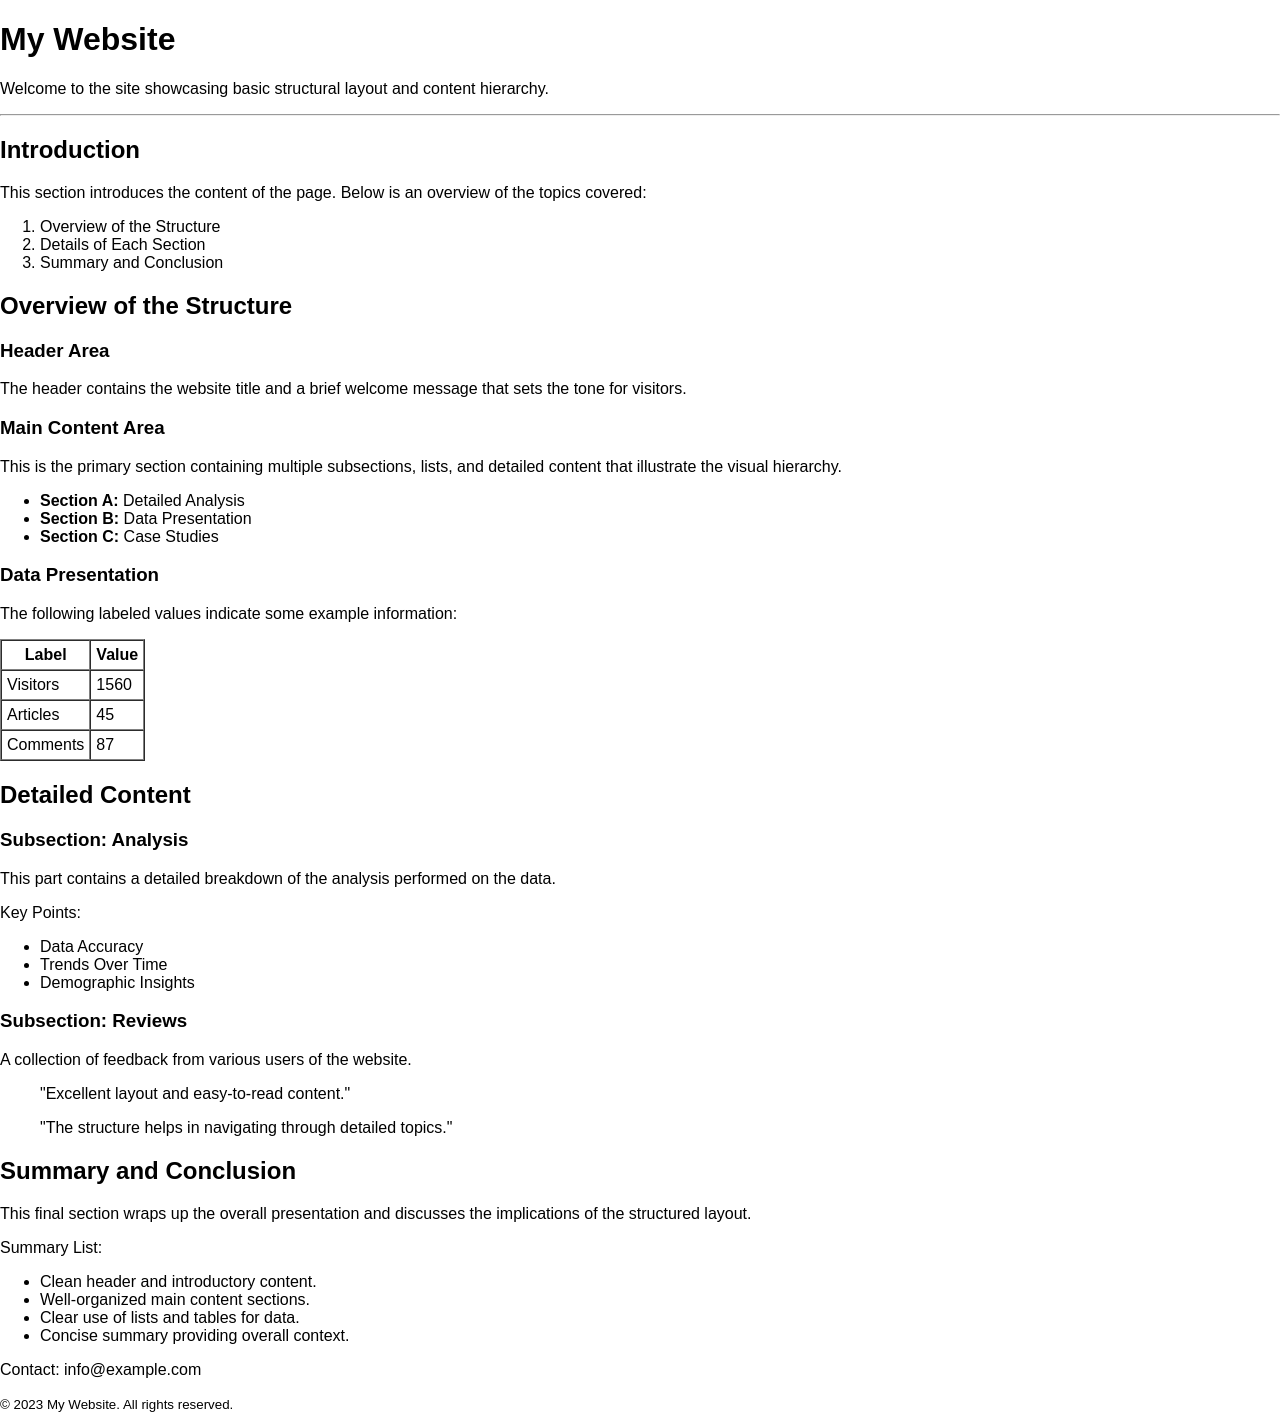 My Website
Welcome to the site showcasing basic structural layout and content hierarchy.
Introduction
This section introduces the content of the page. Below is an overview of the topics covered:
1. Overview of the Structure
2. Details of Each Section
3. Summary and Conclusion
Overview of the Structure
Header Area
The header contains the website title and a brief welcome message that sets the tone for visitors.
Main Content Area
This is the primary section containing multiple subsections, lists, and detailed content that illustrate the visual hierarchy.
• Section A: Detailed Analysis
• Section B: Data Presentation
• Section C: Case Studies
Data Presentation
The following labeled values indicate some example information:
Label Value
Visitors 1560
Articles 45
Comments 87
Detailed Content
Subsection: Analysis
This part contains a detailed breakdown of the analysis performed on the data.
Key Points:
• Data Accuracy
• Trends Over Time
• Demographic Insights
Subsection: Reviews
A collection of feedback from various users of the website.
"Excellent layout and easy-to-read content."
"The structure helps in navigating through detailed topics."
Summary and Conclusion
This final section wraps up the overall presentation and discusses the implications of the structured layout.
Summary List:
• Clean header and introductory content.
• Well-organized main content sections.
• Clear use of lists and tables for data.
• Concise summary providing overall context.
Contact: info@example.com
© 2023 My Website. All rights reserved.